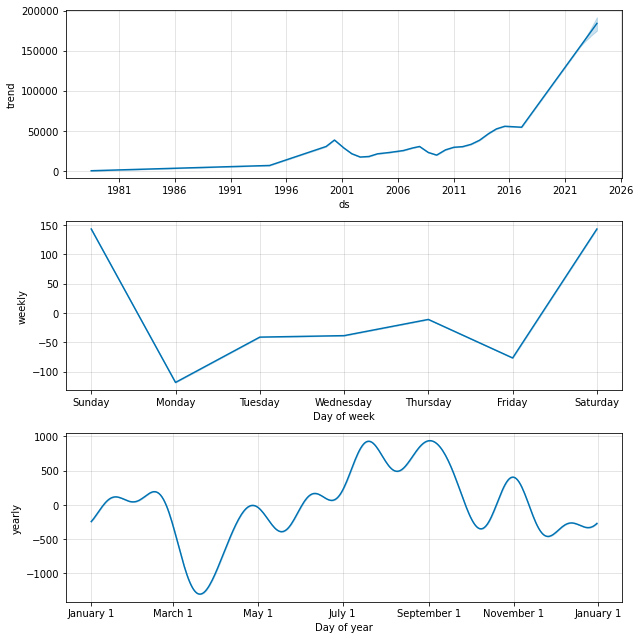 200000
150000
100000
50000
0
trend
1981 1986 1991 1996 2001 2006 2011 2016 2021 2026
ds
150
100
50
0
−50
−100
weekly
Sunday Monday Tuesday Wednesday Thursday Friday Saturday
Day of week
1000
500
0
−500
−1000
yearly
January 1 March 1 May 1 July 1 September 1 November 1 January 1
Day of year